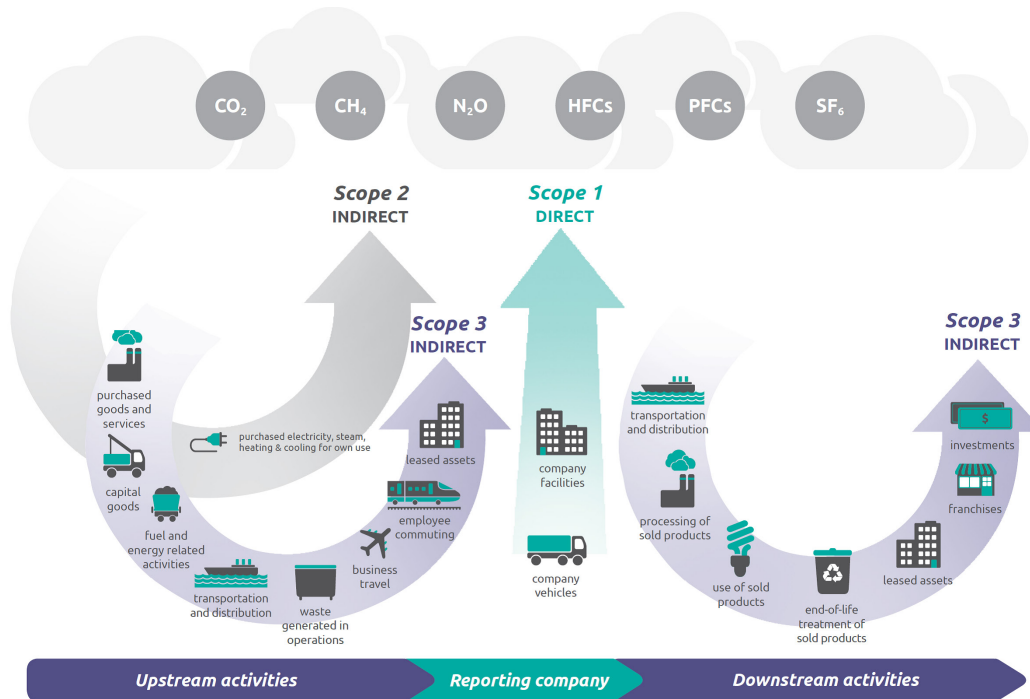 CO₂
CH₄
N₂O
HFCs
PFCs
SF₆
Scope 2
INDIRECT
Scope 1
DIRECT
Scope 3
INDIRECT
Scope 3
INDIRECT
purchased
goods and
services
purchased electricity, steam,
heating & cooling for own use
capital
goods
fuel and
energy related
activities
transportation
and distribution
waste
generated in
operations
business
travel
employee
commuting
leased assets
company
facilities
company
vehicles
transportation
and distribution
processing of
sold products
use of sold
products
end-of-life
treatment of
sold products
leased assets
franchises
$
investments
Upstream activities
Reporting company
Downstream activities